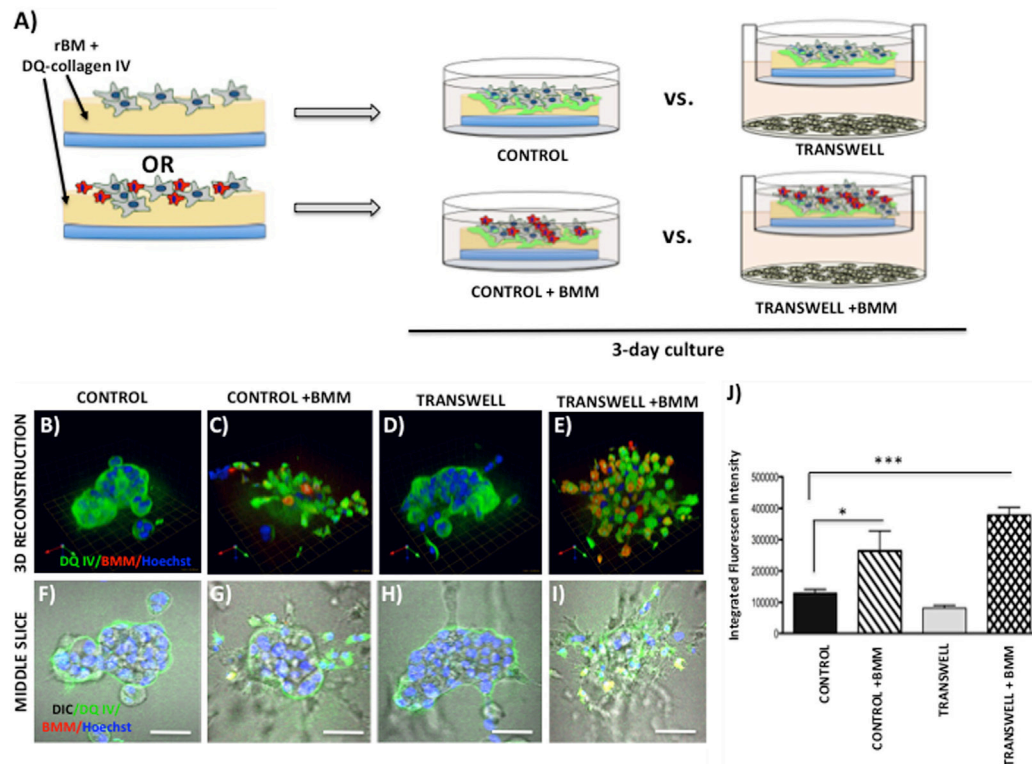 A)
rBM +
DQ-collagen IV
OR
CONTROL
vs.
TRANSWELL
CONTROL + BMM
vs.
TRANSWELL +BMM
3-day culture
CONTROL
CONTROL +BMM
TRANSWELL
TRANSWELL +BMM
3D RECONSTRUCTION
B)
C)
D)
E)
DQ IV/BMM/Hoechst
MIDDLE SLICE
F)
G)
H)
I)
DIC/DQ IV/
BMM/Hoechst
J)
Integrated Fluorescen Intensity
500000
400000
300000
200000
100000
0
*
***
CONTROL
CONTROL +BMM
TRANSWELL
TRANSWELL + BMM